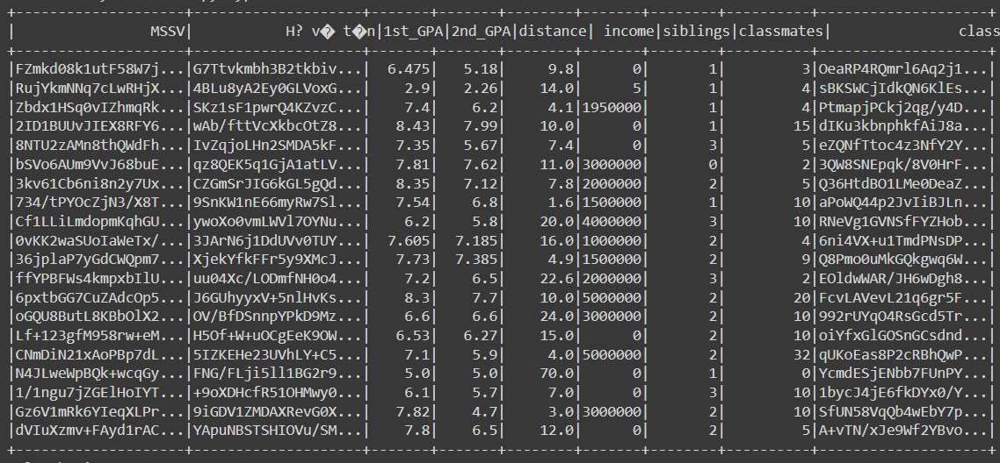 | MSSV| H? v� t�n|1st_GPA|2nd_GPA|distance| income|siblings|classmates| class
|FZmkd08k1utF58W7j...|G7Ttvkmbh3B2tkbiv...| 6.475| 5.18| 9.8| 0| 1| 3|OeaRP4RQmrl6Aq2j1...|
|RujYkmNNq7cLwRHjX...|4BLu8yA2Ey0GLVoxG...| 2.9| 2.26| 14.0| 5| 1| 4|sBKSWCjIdkQN6KlEs...|
|Zbdx1HSq0vIZhmqRk...|SKz1sF1pwrQ4KZvzC...| 7.4| 6.2| 4.1|1950000| 1| 4|PtmapjPCkj2qg/y4D...|
|2ID1BUUvJIEX8RFY6...|wAb/fttVcXkbcOtZ8...| 8.43| 7.99| 10.0| 0| 1| 15|dIKu3kbnphkfAiJ8a...|
|8NTU2zAMn8thQWdFh...|IvZqjoLHn2SMDA5kF...| 7.35| 5.67| 7.4| 0| 3| 5|eZQNfTtoc4z3NfY2Y...|
|bSVo6AUm9VvJ68buE...|qz8QEK5q1GjA1atLV...| 7.81| 7.62| 11.0|3000000| 0| 2|3QW8SNEpqk/8V0HrF...|
|3kv61Cb6ni8n2y7Ux...|CZGmSrJIG6kGL5gQd...| 8.35| 7.12| 7.8|2000000| 2| 5|Q36HtdBO1LMe0DeaZ...|
|734/tPYOcZjN3/X8T...|9SnKW1nE66myRw7Sl...| 7.54| 6.8| 1.6|1500000| 1| 10|aPoWQ44p2JvIiBJLn...|
|Cf1LLiLmdopmKqhGU...|ywoXo0vmLWVl7OYNu...| 6.2| 5.8| 20.0|4000000| 3| 10|RNeVg1GVNSfFYZHob...|
|0vKK2waSUoIaWeTx/...|3JArN6j1DdUVv0TUY...| 7.605| 7.185| 16.0|1000000| 2| 4|6ni4VX+u1TmdPNsDP...|
|36jplaP7yGdCWQpm7...|XjekYfkFFr5y9XMcJ...| 7.73| 7.385| 4.9|1500000| 2| 9|Q8Pmo0uMkGQkgwq6W...|
|ffYPBFWs4kmpxbIlU...|uu04Xc/LODmfNH0o4...| 7.2| 6.5| 22.6|2000000| 3| 2|EOldwWAR/JH6wDgh8...|
|6pxtbGG7CuZAdcOp5...|J6GUhyyxV+5nlHvKs...| 8.3| 7.7| 10.0|5000000| 2| 20|FcvLAVevL21q6gr5F...|
|oGQU8ButL8KBbOlX2...|OV/BfDSnnpYPkD9Mz...| 6.6| 6.6| 24.0|3000000| 2| 10|992rUYqO4RsGcd5Tr...|
|Lf+123gfM958rw+eM...|H5Of+W+uOCgEeK9OW...| 6.53| 6.27| 15.0| 0| 2| 10|oiYfxGlGOSnGCsdnd...|
|CNmDiN21xAoPBp7dL...|5IZKEHe23UVhLY+C5...| 7.1| 5.9| 4.0|5000000| 2| 32|qUKoEas8P2cRBhQwP...|
|N4JLweWpBQk+wcqGy...|FNG/FLji5ll1BG2r9...| 5.0| 5.0| 70.0| 0| 1| 0|YcmdESjENbb7FUnPY...|
|1/1ngu7jZGElHoIYT...|+9oXDHcfR51OHMwy0...| 6.1| 5.7| 7.0| 0| 3| 10|1bycJ4jE6fkDYx0/Y...|
|Gz6V1mRk6YIeqXLPr...|9iGDV1ZMDAXRevG0X...| 7.82| 4.7| 3.0|3000000| 2| 10|SfUN58VqQb4wEbY7p...|
|dVIuXzmv+FAyd1rAC...|YApuNBSTSHIOVu/SM...| 7.8| 6.5| 12.0| 0| 2| 5|A+vTN/xJe9Wf2YBvo...|